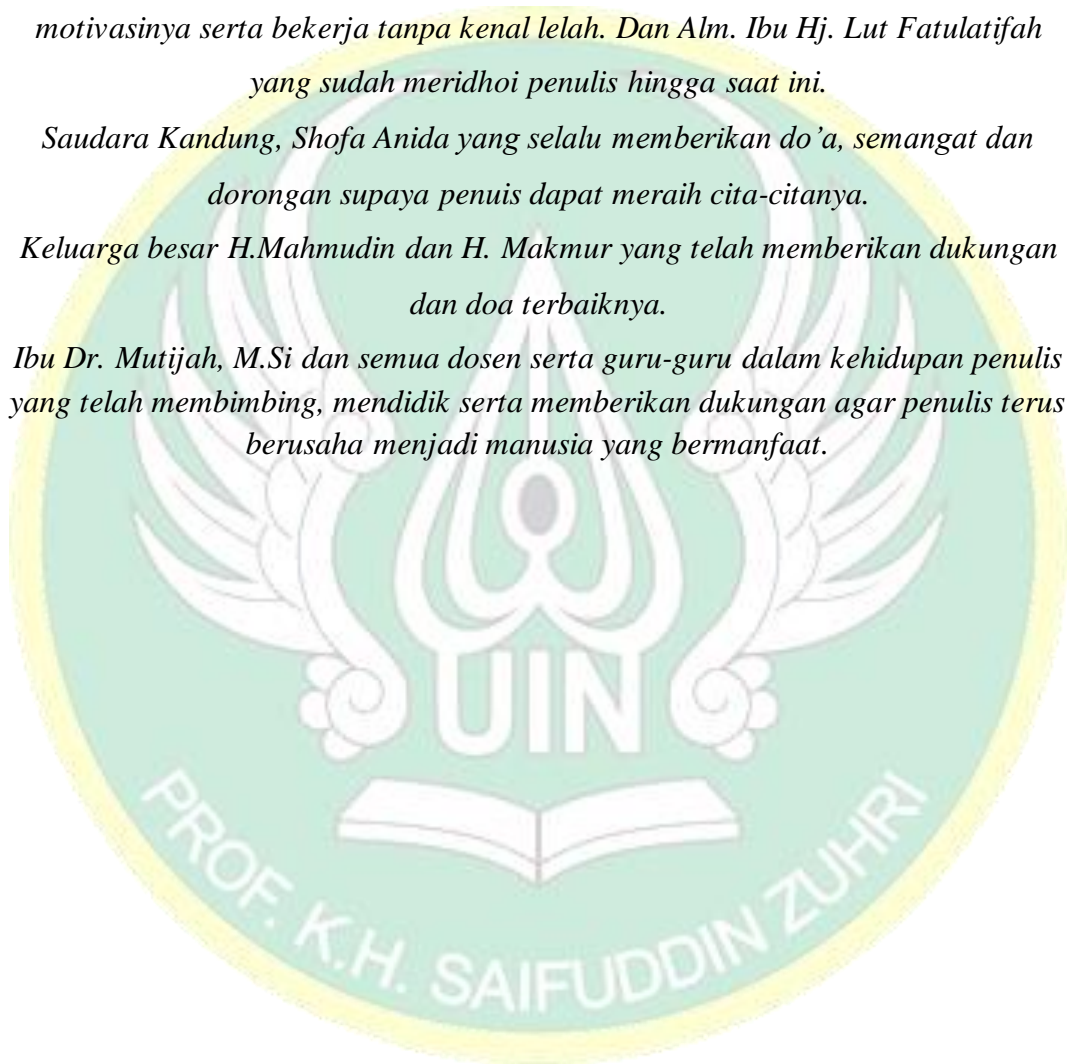 motivasinya serta bekerja tanpa kenal lelah. Dan Alm. Ibu Hj. Lut Fatulatifah
yang sudah meridhoi penulis hingga saat ini.
Saudara Kandung, Shofa Anida yang selalu memberikan do’a, semangat dan
dorongan supaya penuis dapat meraih cita-citanya.
Keluarga besar H.Mahmudin dan H. Makmur yang telah memberikan dukungan
dan doa terbaiknya.
Ibu Dr. Mutijah, M.Si dan semua dosen serta guru-guru dalam kehidupan penulis
yang telah membimbing, mendidik serta memberikan dukungan agar penulis terus
berusaha menjadi manusia yang bermanfaat.
UIN
PROF. K.H. SAIFUDDIN ZUHRI